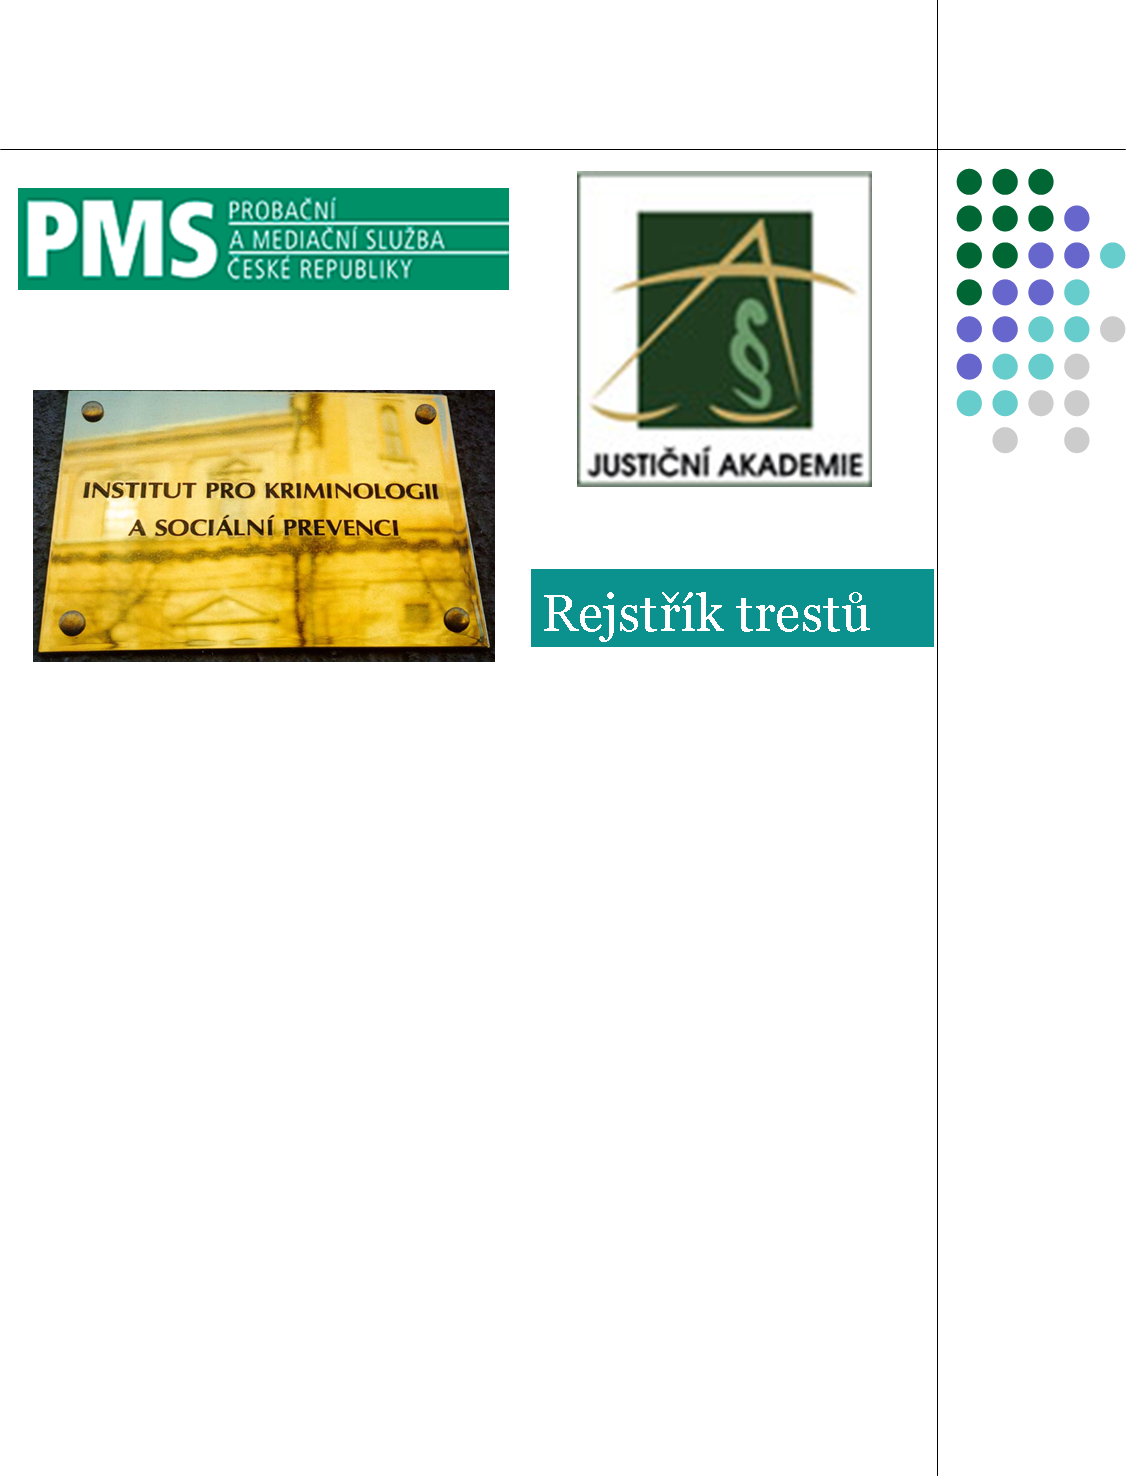 PMS
PROBAČNÍ
A MEDIAČNÍ SLUŽBA
ČESKÉ REPUBLIKY
§
JUSTIČNÍ AKADEMIE
INSTITUT PRO KRIMINOLOGII
A SOCIÁLNÍ PREVENCI
Rejstřík trestů